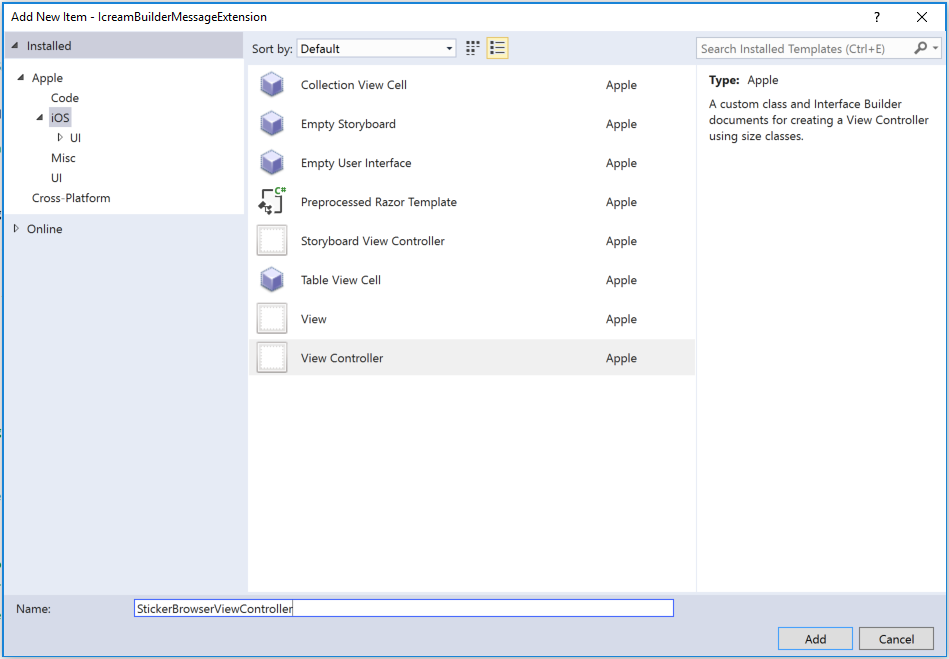 Add New Item - IcreamBuilderMessageExtension
?
Installed
Apple
Code
iOS
UI
Misc
UI
Cross-Platform
Online
Sort by: Default
Search Installed Templates (Ctrl+E)
Collection View Cell Apple
Empty Storyboard Apple
Empty User Interface Apple
C#
Preprocessed Razor Template Apple
Storyboard View Controller Apple
Table View Cell Apple
View Apple
View Controller Apple
Type: Apple
A custom class and Interface Builder
documents for creating a View Controller
using size classes.
Name: StickerBrowserViewController
Add Cancel